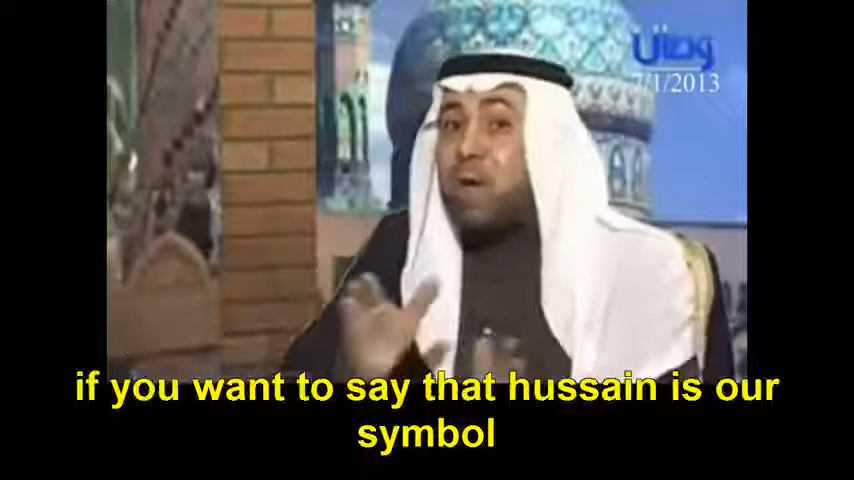 وصال
7/1/2013
if you want to say that hussain is our
symbol